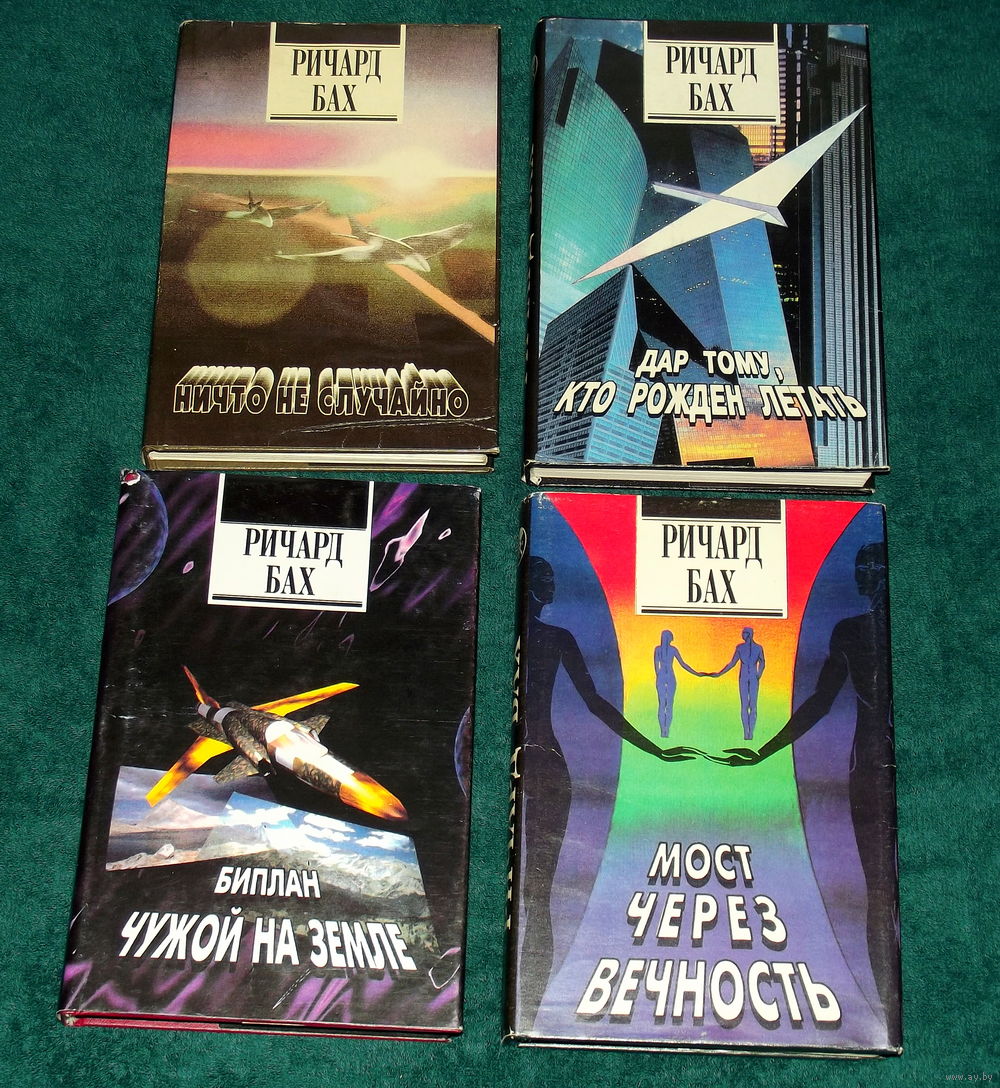 РИЧАРД
БАХ
НИЧТО НЕ СЛУЧАЙНО
РИЧАРД
БАХ
ДАР ТОМУ,
КТО РОЖДЕН ЛЕТАТЬ
РИЧАРД
БАХ
БИПЛАН
ЧУЖОЙ НА ЗЕМЛЕ
РИЧАРД
БАХ
МОСТ
ЧЕРЕЗ
ВЕЧНОСТЬ
www.ay.by